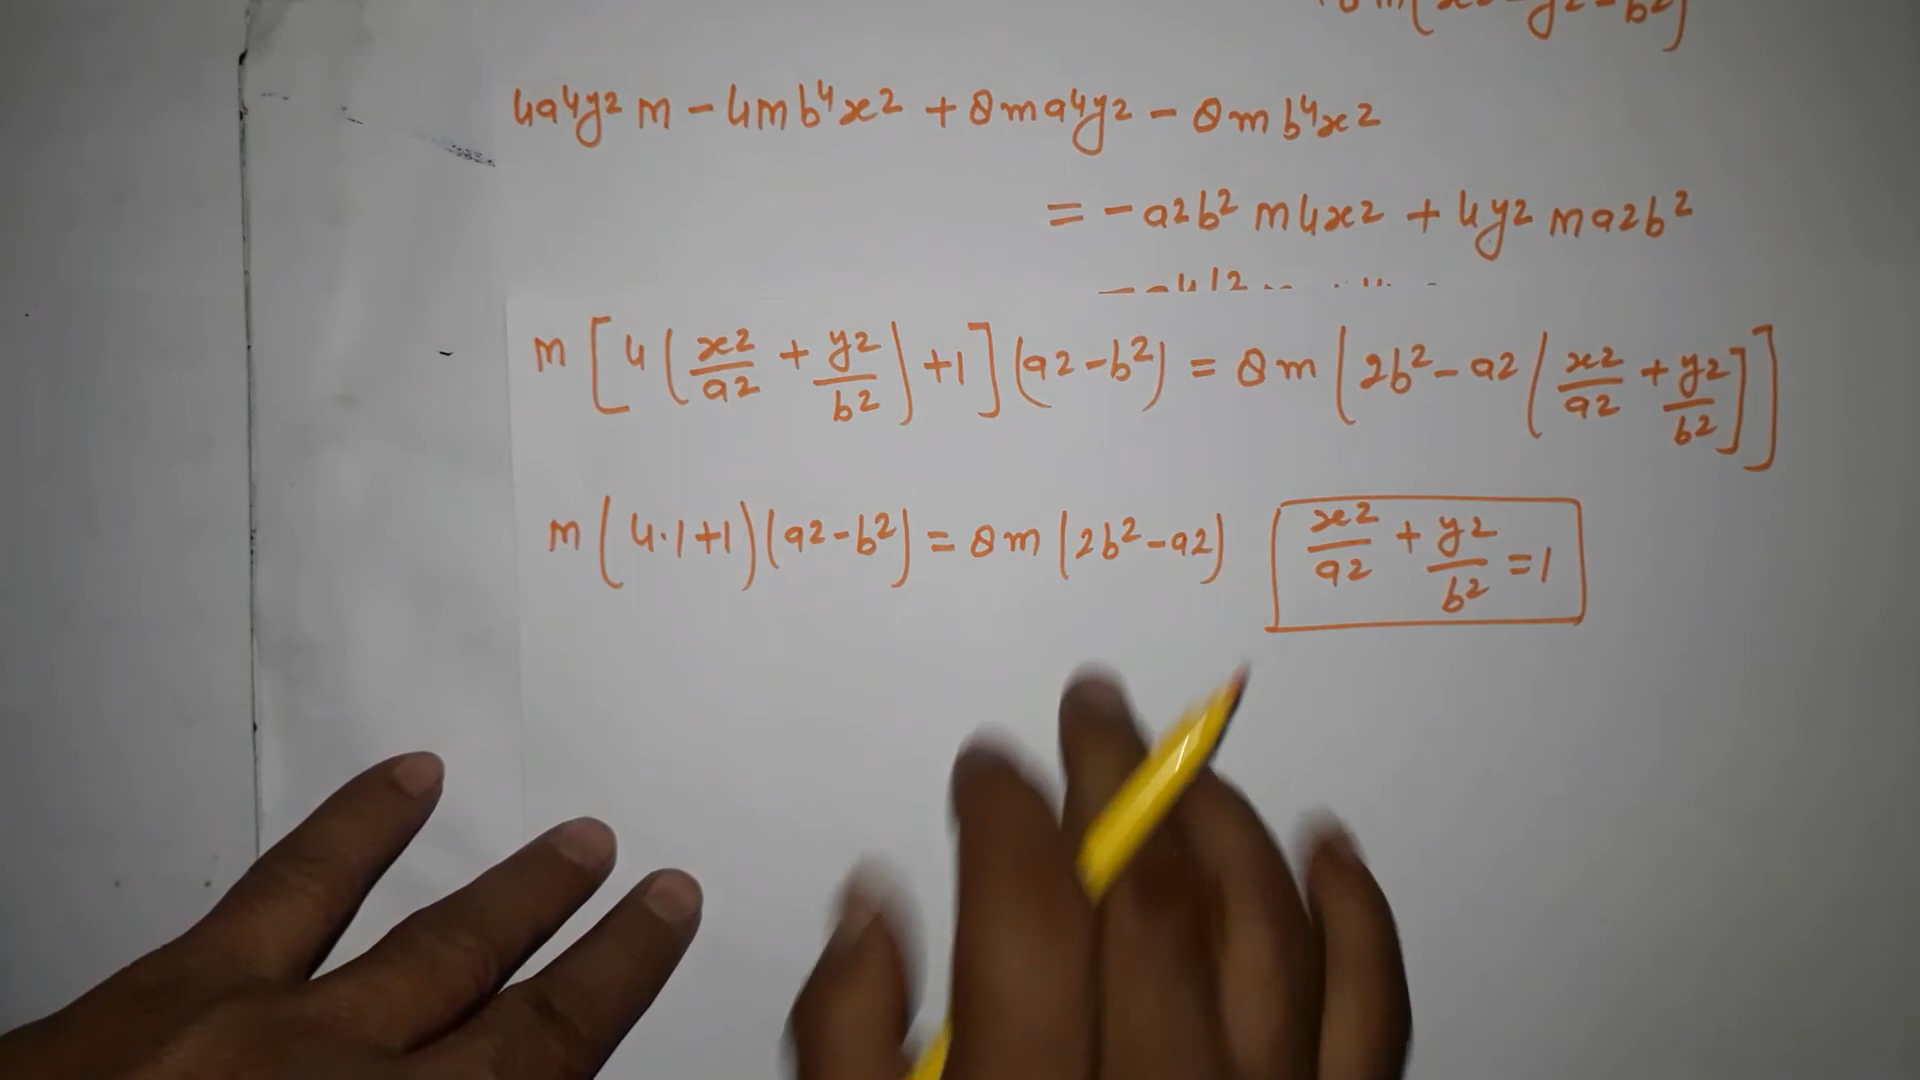 4a⁴y² m - 4mb⁴x² + 8ma⁴y² - 8mb⁴x²
= -a²b² m4x² + 4y² ma²b²
m[4(x²/a² + y²/b²) + 1](a² - b²) = 8m(2b² - a²(x²/a² + y²/b²)]]
m(4·1+1)(a² - b²) = 8m(2b² - a²) x²/a² + y²/b² = 1